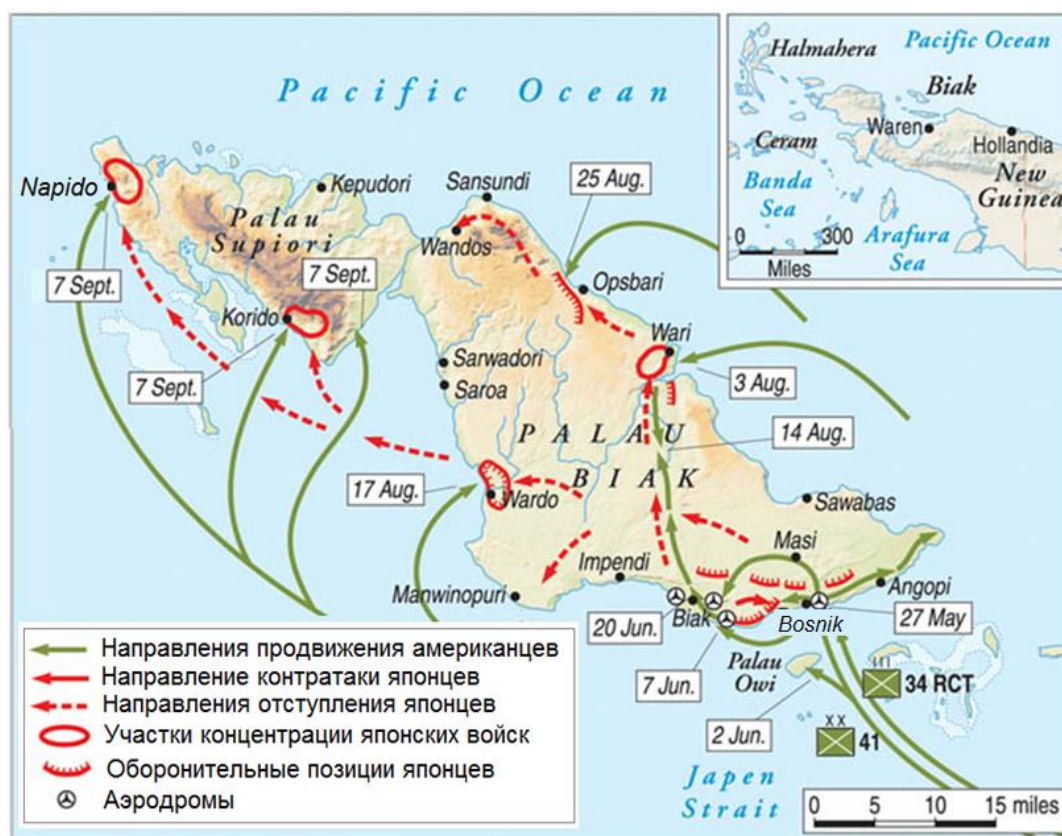 Pacific Ocean
Halmahera
Pacific Ocean
Biak
Waren
Hollandia
Ceram
New
Guinea
Banda
Sea
Arafura
Sea
0 300
Miles
Napido
Kepudori
Sansundi
25 Aug.
Palau
Supiori
Wandos
7 Sept.
7 Sept.
Opsbari
Korido
Wari
7 Sept.
Sarwadori
3 Aug.
Saroa
PALAU
14 Aug.
BIAK
17 Aug.
Wardo
Sawabas
Masi
Impendi
Manwinopuri
Angopi
20 Jun.
Biak
Bosnik
27 May
7 Jun.
Palau
Owi
34 RCT
2 Jun.
41
Japen
Strait
0 5 10 15 miles
Направления продвижения американцев
Направление контратаки японцев
Направления отступления японцев
Участки концентрации японских войск
Оборонительные позиции японцев
Аэродромы
III
XX